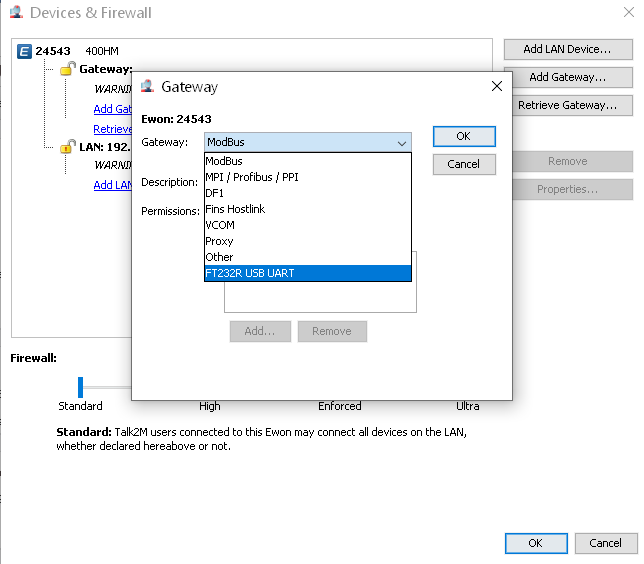 Devices & Firewall
E 24543 400HM
Gateway:
WARNI
Add Gat
Retrieve
LAN: 192.
WARNI
Add LAN
Add LAN Device...
Add Gateway...
Retrieve Gateway...
Remove
Properties...
Gateway
Ewon: 24543
Gateway: ModBus
ModBus
MPI / Profibus / PPI
DF1
Fins Hostlink
VCOM
Proxy
Other
FT232R USB UART
Description:
Permissions:
OK
Cancel
Add... Remove
Firewall:
Standard High Enforced Ultra
Standard: Talk2M users connected to this Ewon may connect all devices on the LAN,
whether declared hereabove or not.
OK Cancel